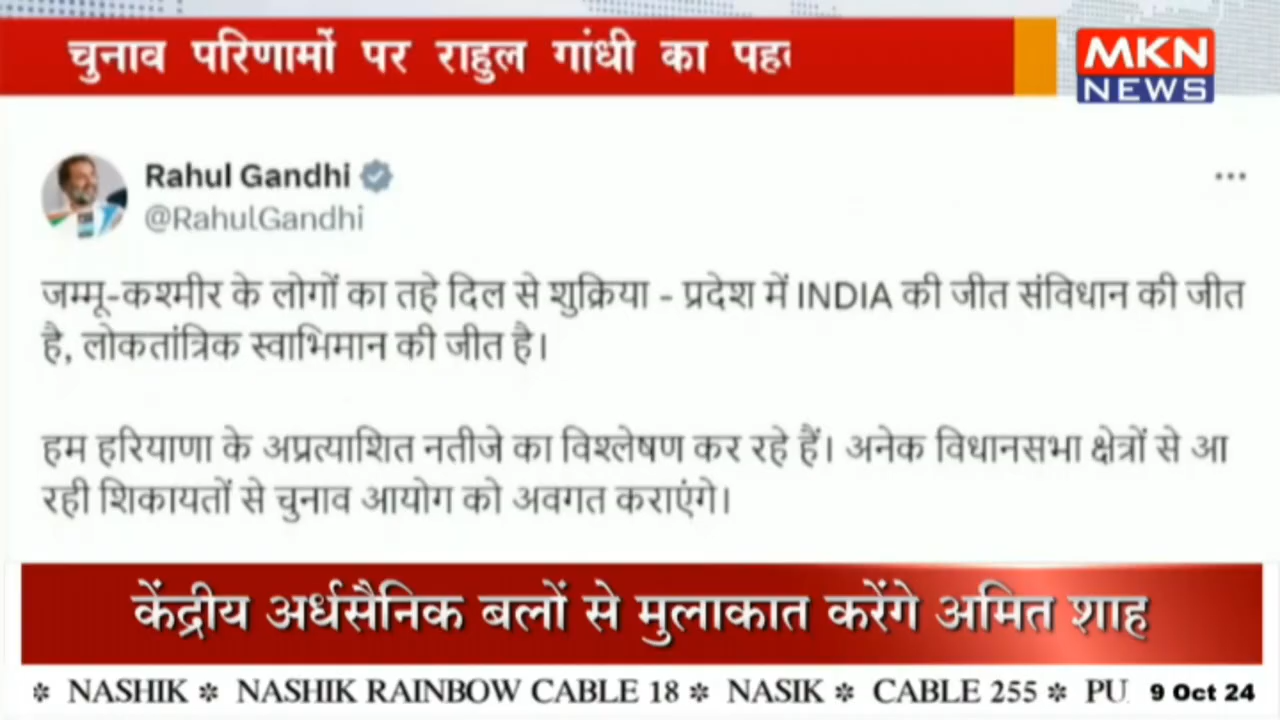 चुनाव परिणामों पर राहुल गांधी का
MKN
NEWS
Rahul Gandhi
@RahulGandhi
जम्मू-कश्मीर के लोगों का तहे दिल से शुक्रिया - प्रदेश में INDIA की जीत संविधान की जीत
है, लोकतांत्रिक स्वाभिमान की जीत है।
हम हरियाणा के अप्रत्याशित नतीजे का विश्लेषण कर रहे हैं। अनेक विधानसभा क्षेत्रों से आ
रही शिकायतों से चुनाव आयोग को अवगत कराएंगे।
केंद्रीय अर्धसैनिक बलों से मुलाकात करेंगे अमित शाह
❊ NASHIK ❊ NASHIK RAINBOW CABLE 18 ❊ NASIK ❊ CABLE 255 ❊ PU 9 Oct 24